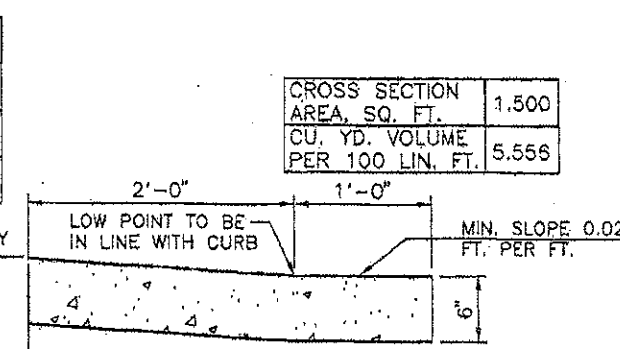 CROSS SECTION
AREA, SQ. FT. 1.500
CU. YD. VOLUME
PER 100 LIN. FT. 5.556
2'-0" 1'-0"
LOW POINT TO BE
IN LINE WITH CURB
MIN. SLOPE 0.02
FT. PER FT.
Y
6"